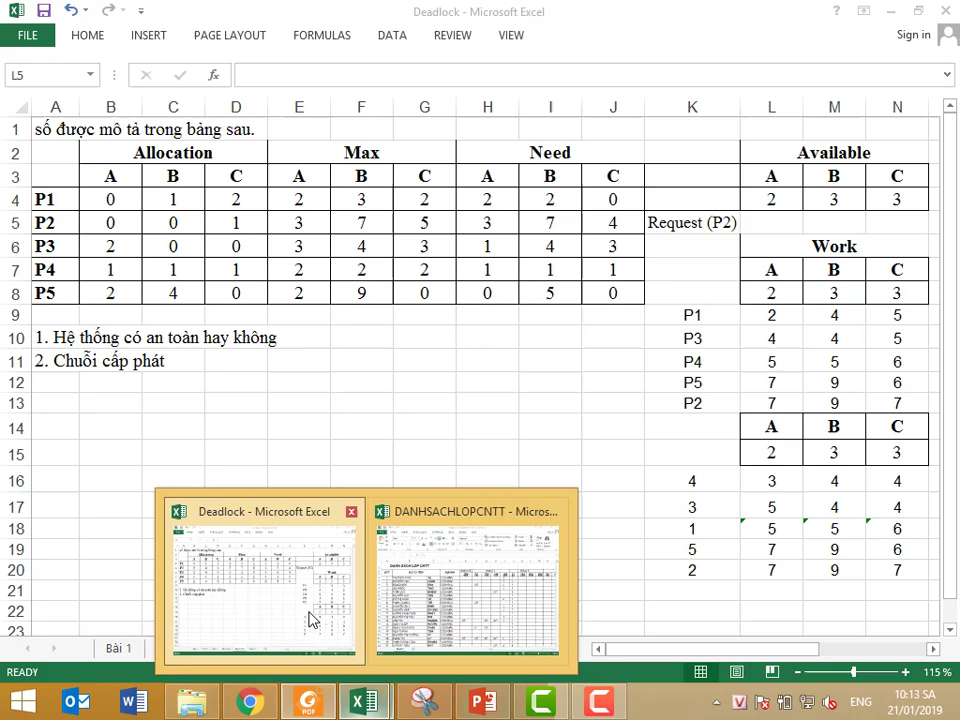 Deadlock - Microsoft Excel
FILE HOME INSERT PAGE LAYOUT FORMULAS DATA REVIEW VIEW Sign in
L5
A B C D E F G H I J K L M N
1 số được mô tả trong bảng sau.
2 Allocation Max Need Available
3 A B C A B C A B C A B C
4 P1 0 1 2 2 3 2 2 2 0 2 3 3
5 P2 0 0 1 3 7 5 3 7 4 Request (P2)
6 P3 2 0 0 3 4 3 1 4 3 Work
7 P4 1 1 1 2 2 2 1 1 1 A B C
8 P5 2 4 0 2 9 0 0 5 0 2 3 3
9 P1 2 4 5
10 1. Hệ thống có an toàn hay không P3 4 4 5
11 2. Chuỗi cấp phát P4 5 5 6
12 P5 7 9 6
13 P2 7 9 7
14 A B C
15 2 3 3
16 4 3 4 4
17 3 5 4 4
18 1 5 5 6
19 5 7 9 6
20 2 7 9 7
21
22
23
Deadlock - Microsoft Excel DANHSACHLOPCNTT - Micros...
Bài 1
READY 115 %
ENG 10:13 SA
21/01/2019